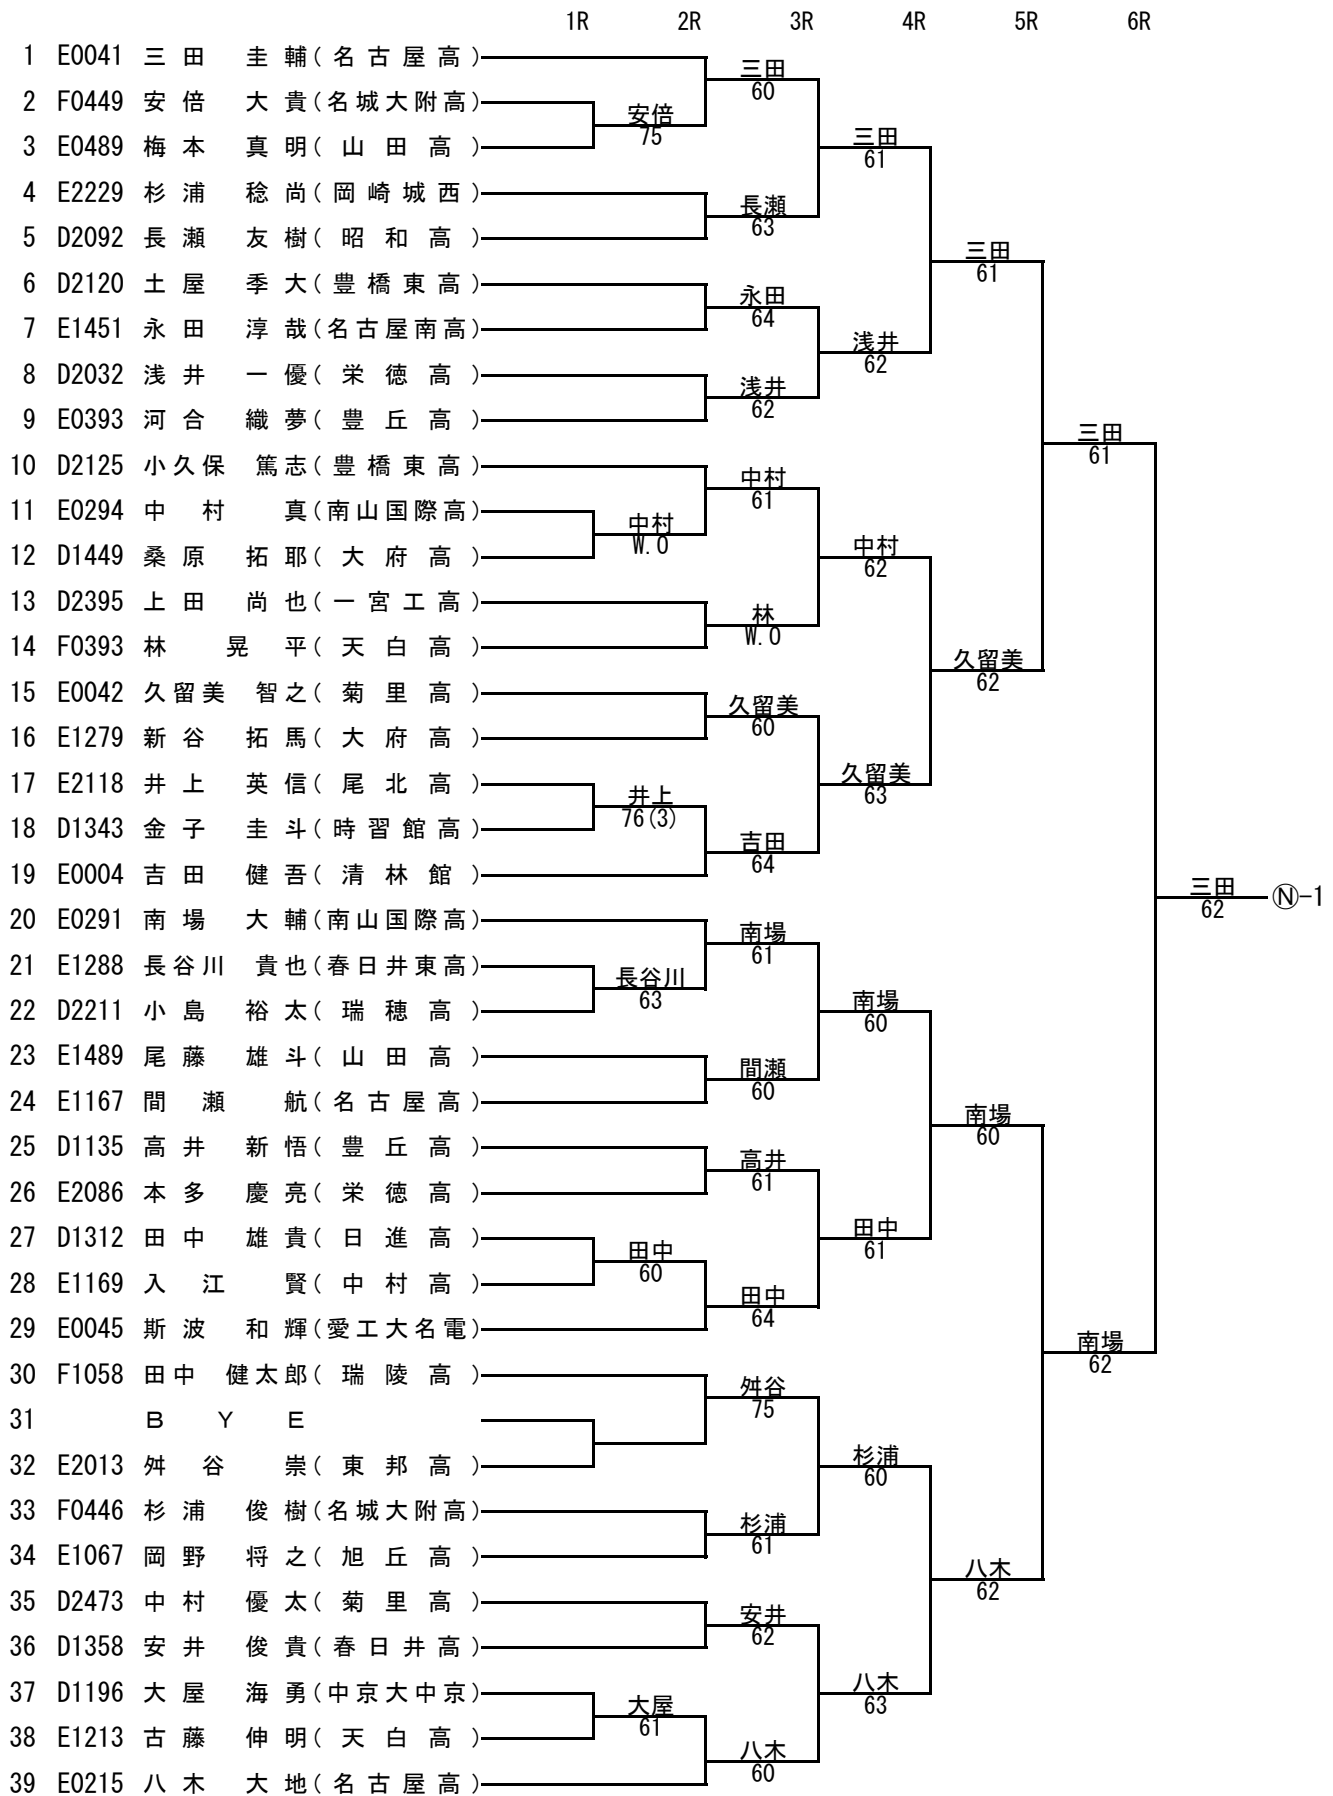 1R 2R 3R 4R 5R 6R
1 E0041 三田 圭輔(名古屋高)
三田
60
2 F0449 安倍 大貴(名城大附高)
安倍
75
3 E0489 梅本 真明(山田高)
三田
61
4 E2229 杉浦 稔尚(岡崎城西)
長瀬
63
5 D2092 長瀬 友樹(昭和高)
三田
61
6 D2120 土屋 季大(豊橋東高)
永田
64
7 E1451 永田 淳哉(名古屋南高)
浅井
62
8 D2032 浅井 一優(栄徳高)
浅井
62
9 E0393 河合 織夢(豊丘高)
三田
61
10 D2125 小久保 篤志(豊橋東高)
中村
61
11 E0294 中村 真(南山国際高)
中村
W.O
12 D1449 桑原 拓耶(大府高)
中村
62
13 D2395 上田 尚也(一宮工高)
林
W.O
14 F0393 林 晃平(天白高)
久留美
62
15 E0042 久留美 智之(菊里高)
久留美
60
16 E1279 新谷 拓馬(大府高)
久留美
63
17 E2118 井上 英信(尾北高)
井上
76(3)
18 D1343 金子 圭斗(時習館高)
吉田
64
19 E0004 吉田 健吾(清林館)
三田
62
Ⓝ-1
20 E0291 南場 大輔(南山国際高)
南場
61
21 E1288 長谷川 貴也(春日井東高)
長谷川
63
22 D2211 小島 裕太(瑞穂高)
南場
60
23 E1489 尾藤 雄斗(山田高)
間瀬
60
24 E1167 間瀬 航(名古屋高)
南場
60
25 D1135 高井 新悟(豊丘高)
高井
61
26 E2086 本多 慶亮(栄徳高)
田中
61
27 D1312 田中 雄貴(日進高)
田中
60
28 E1169 入江 賢(中村高)
田中
64
29 E0045 斯波 和輝(愛工大名電)
南場
62
30 F1058 田中 健太郎(瑞陵高)
舛谷
75
31 ＢＹＥ
32 E2013 舛谷 崇(東邦高)
杉浦
60
33 F0446 杉浦 俊樹(名城大附高)
杉浦
61
34 E1067 岡野 将之(旭丘高)
八木
62
35 D2473 中村 優太(菊里高)
安井
62
36 D1358 安井 俊貴(春日井高)
八木
63
37 D1196 大屋 海勇(中京大中京)
大屋
61
38 E1213 古藤 伸明(天白高)
八木
60
39 E0215 八木 大地(名古屋高)